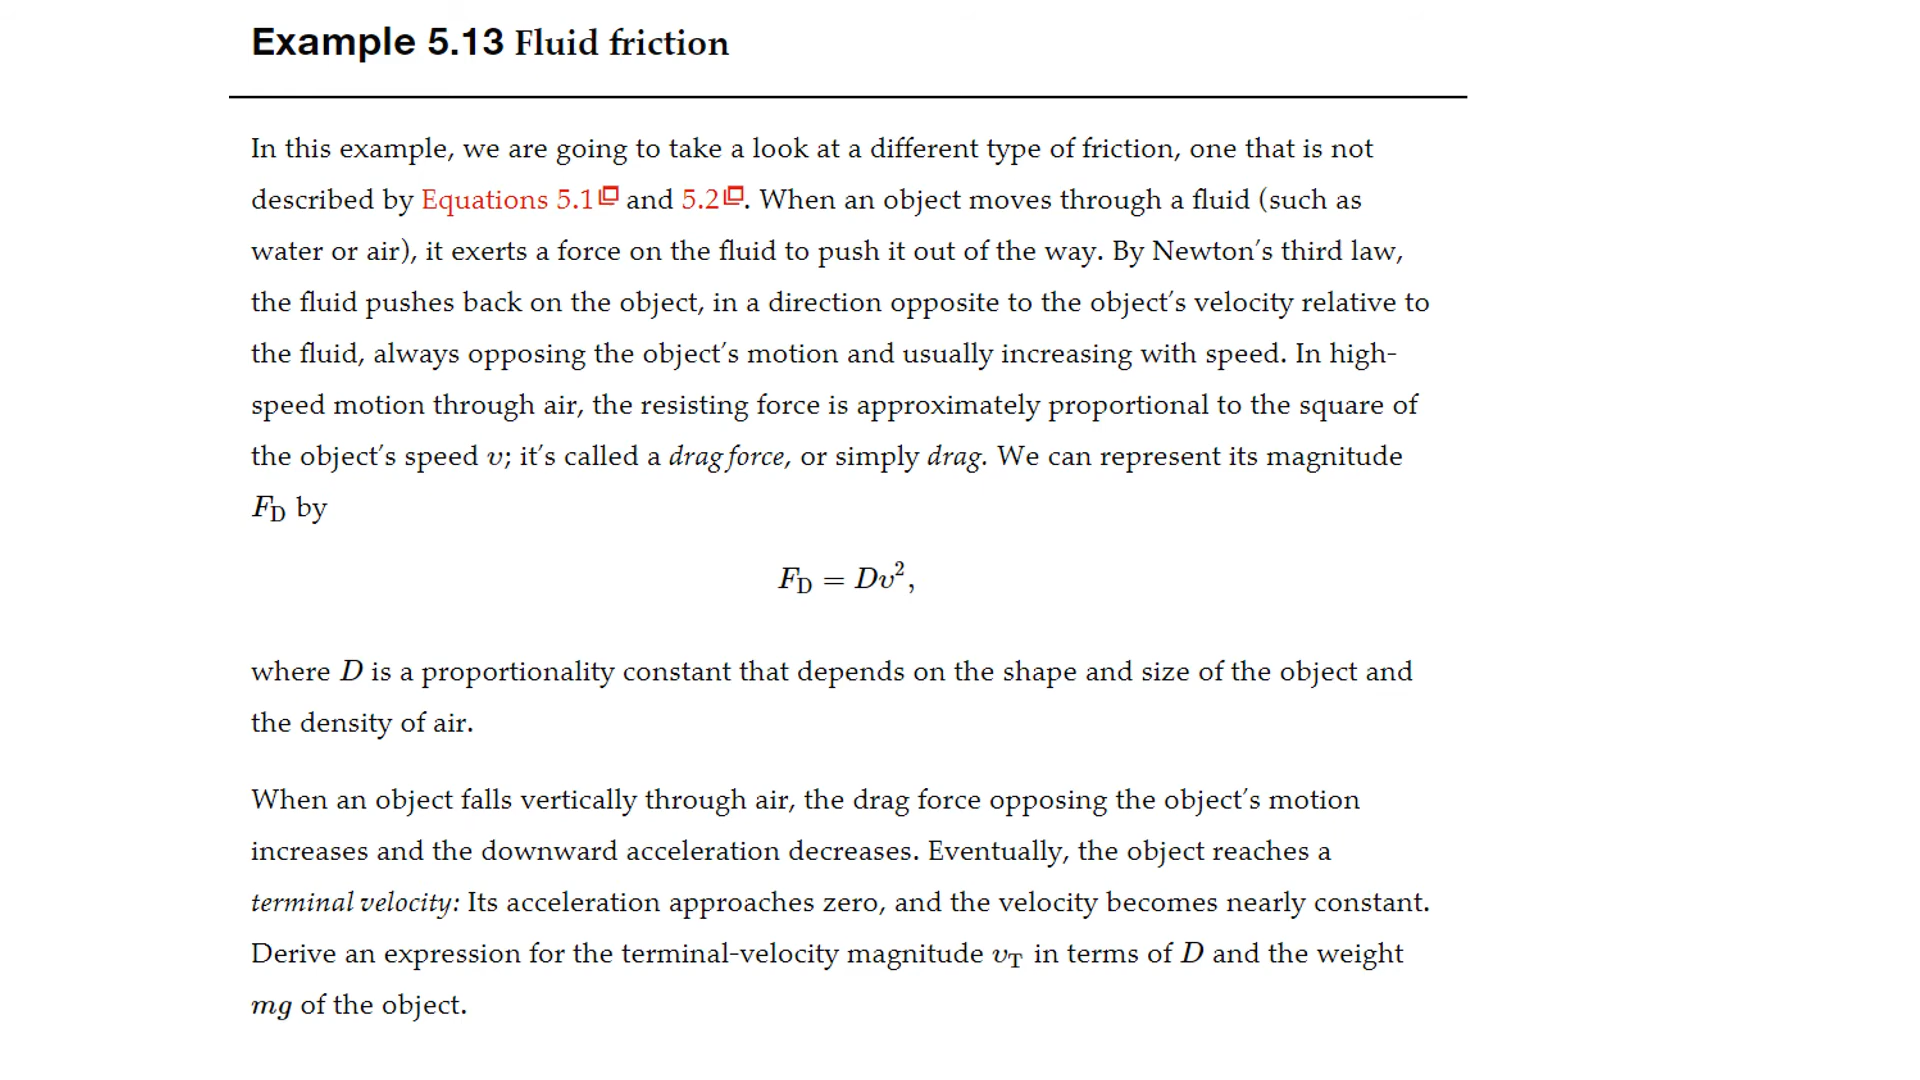 Example 5.13 Fluid friction
In this example, we are going to take a look at a different type of friction, one that is not
described by Equations 5.1 and 5.2. When an object moves through a fluid (such as
water or air), it exerts a force on the fluid to push it out of the way. By Newton's third law,
the fluid pushes back on the object, in a direction opposite to the object's velocity relative to
the fluid, always opposing the object's motion and usually increasing with speed. In high-
speed motion through air, the resisting force is approximately proportional to the square of
the object's speed υ; it's called a drag force, or simply drag. We can represent its magnitude
F_D by
F_D = Dυ²,
where D is a proportionality constant that depends on the shape and size of the object and
the density of air.
When an object falls vertically through air, the drag force opposing the object's motion
increases and the downward acceleration decreases. Eventually, the object reaches a
terminal velocity: Its acceleration approaches zero, and the velocity becomes nearly constant.
Derive an expression for the terminal-velocity magnitude υ_T in terms of D and the weight
mg of the object.